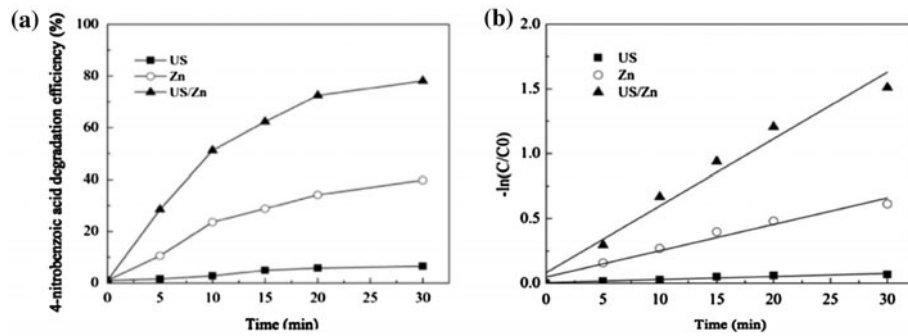 (a)
4-nitrobenzoic acid degradation efficiency (%)
100
80
60
40
20
0
US
Zn
US/Zn
0 5 10 15 20 25 30
Time (min)
(b)
-ln(C/C0)
-2.0
-1.5
-1.0
0.5
0.0
US
Zn
US/Zn
0 5 10 15 20 25 30
Time (min)